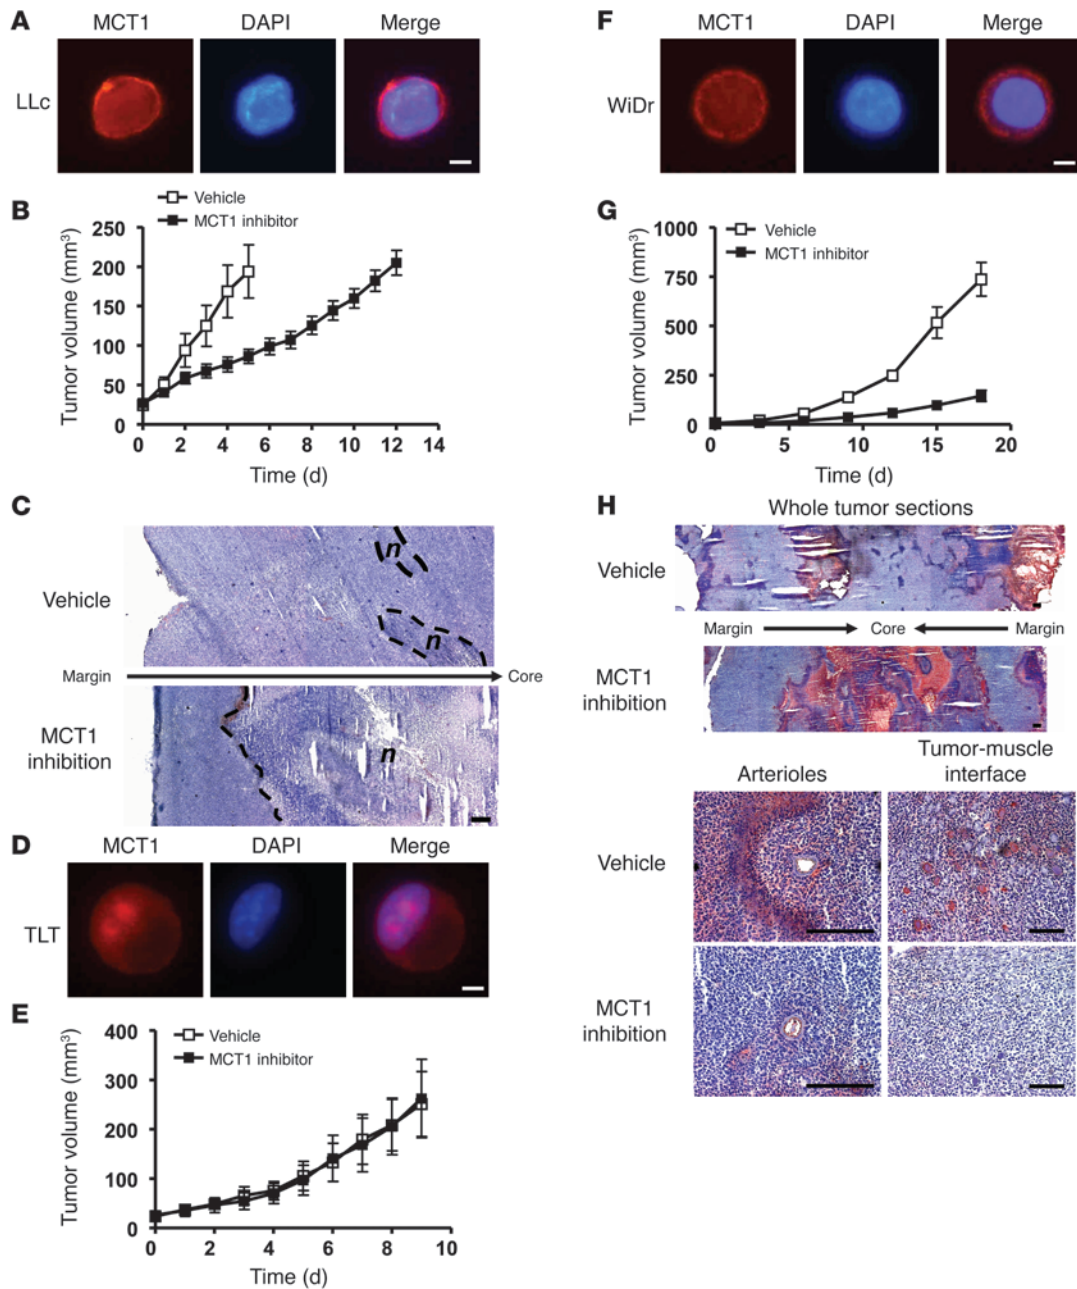 A
MCT1 DAPI Merge
LLc
B
Vehicle
MCT1 inhibitor
Tumor volume (mm³)
250
200
150
100
50
0
0 2 4 6 8 10 12 14
Time (d)
C
Vehicle
n
n
Margin Core
MCT1
inhibition
n
D
MCT1 DAPI Merge
TLT
E
Vehicle
MCT1 inhibitor
Tumor volume (mm³)
400
300
200
100
0
0 2 4 6 8 10
Time (d)
F
MCT1 DAPI Merge
WiDr
G
Vehicle
MCT1 inhibitor
Tumor volume (mm³)
1000
750
500
250
0
0 5 10 15 20
Time (d)
H
Whole tumor sections
Vehicle
Margin Core Margin
MCT1
inhibition
Arterioles
Tumor-muscle
interface
Vehicle
MCT1
inhibition